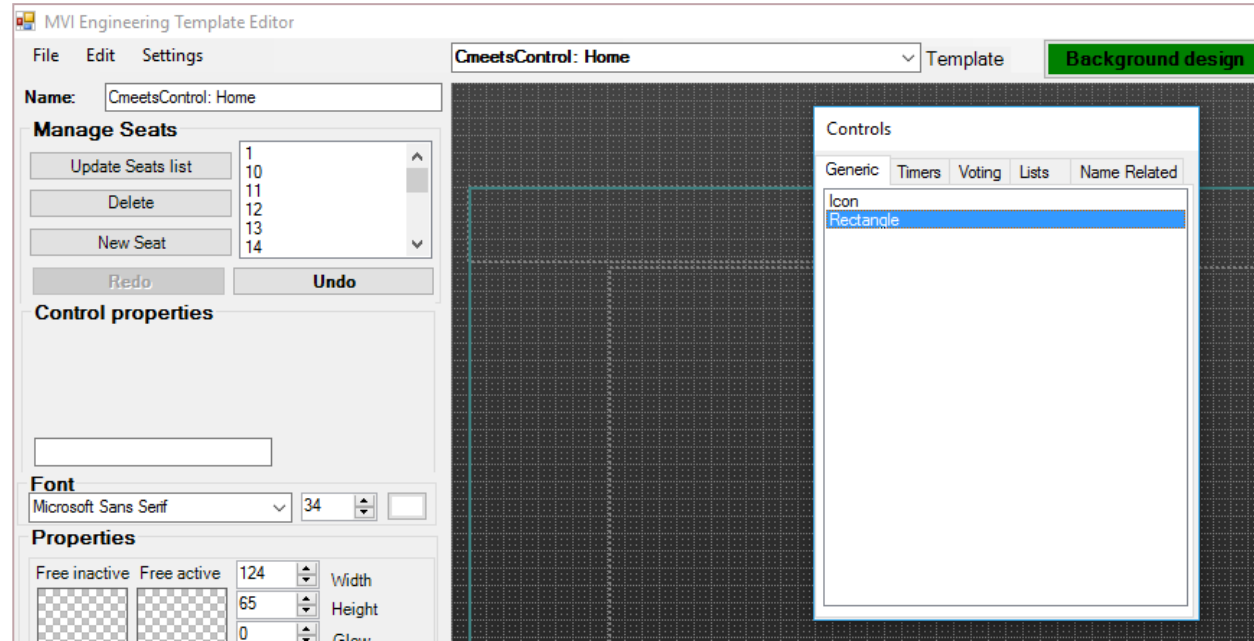 MVI Engineering Template Editor
File Edit Settings
CmeetsControl: Home
Template
Background design
Name: CmeetsControl: Home
Manage Seats
Update Seats list
Delete
New Seat
1
10
11
12
13
14
Redo Undo
Control properties
Font
Microsoft Sans Serif 34
Properties
Free inactive Free active 124 Width
65 Height
0 Glow
Controls
Generic Timers Voting Lists Name Related
Icon
Rectangle